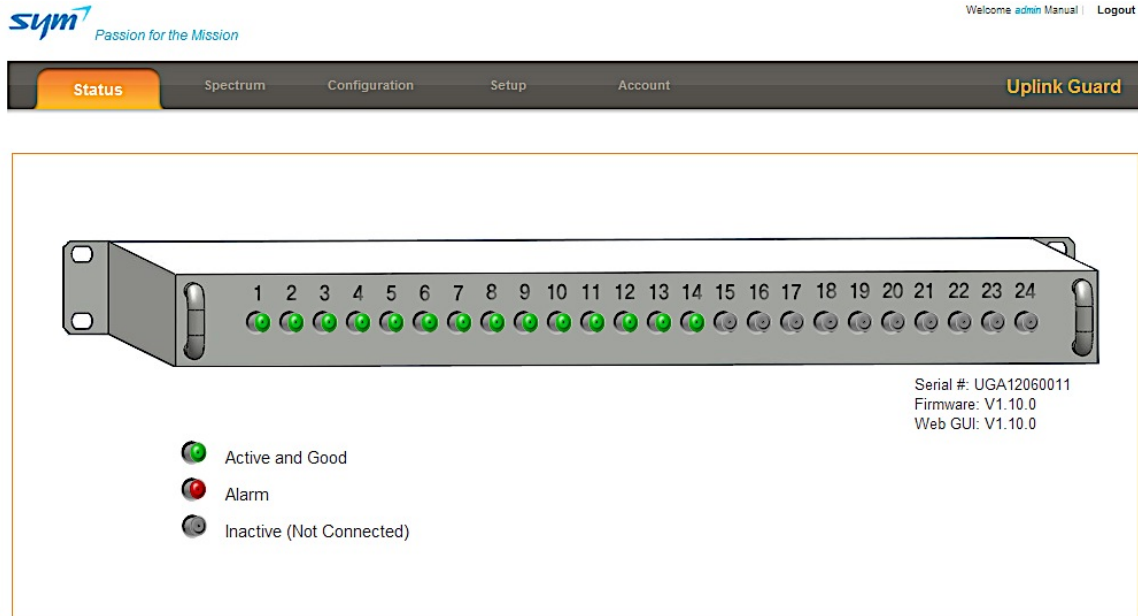 Welcome admin Manual | Logout
sym
Passion for the Mission
Status Spectrum Configuration Setup Account Uplink Guard
1 2 3 4 5 6 7 8 9 10 11 12 13 14 15 16 17 18 19 20 21 22 23 24
Serial #: UGA12060011
Firmware: V1.10.0
Web GUI: V1.10.0
Active and Good
Alarm
Inactive (Not Connected)